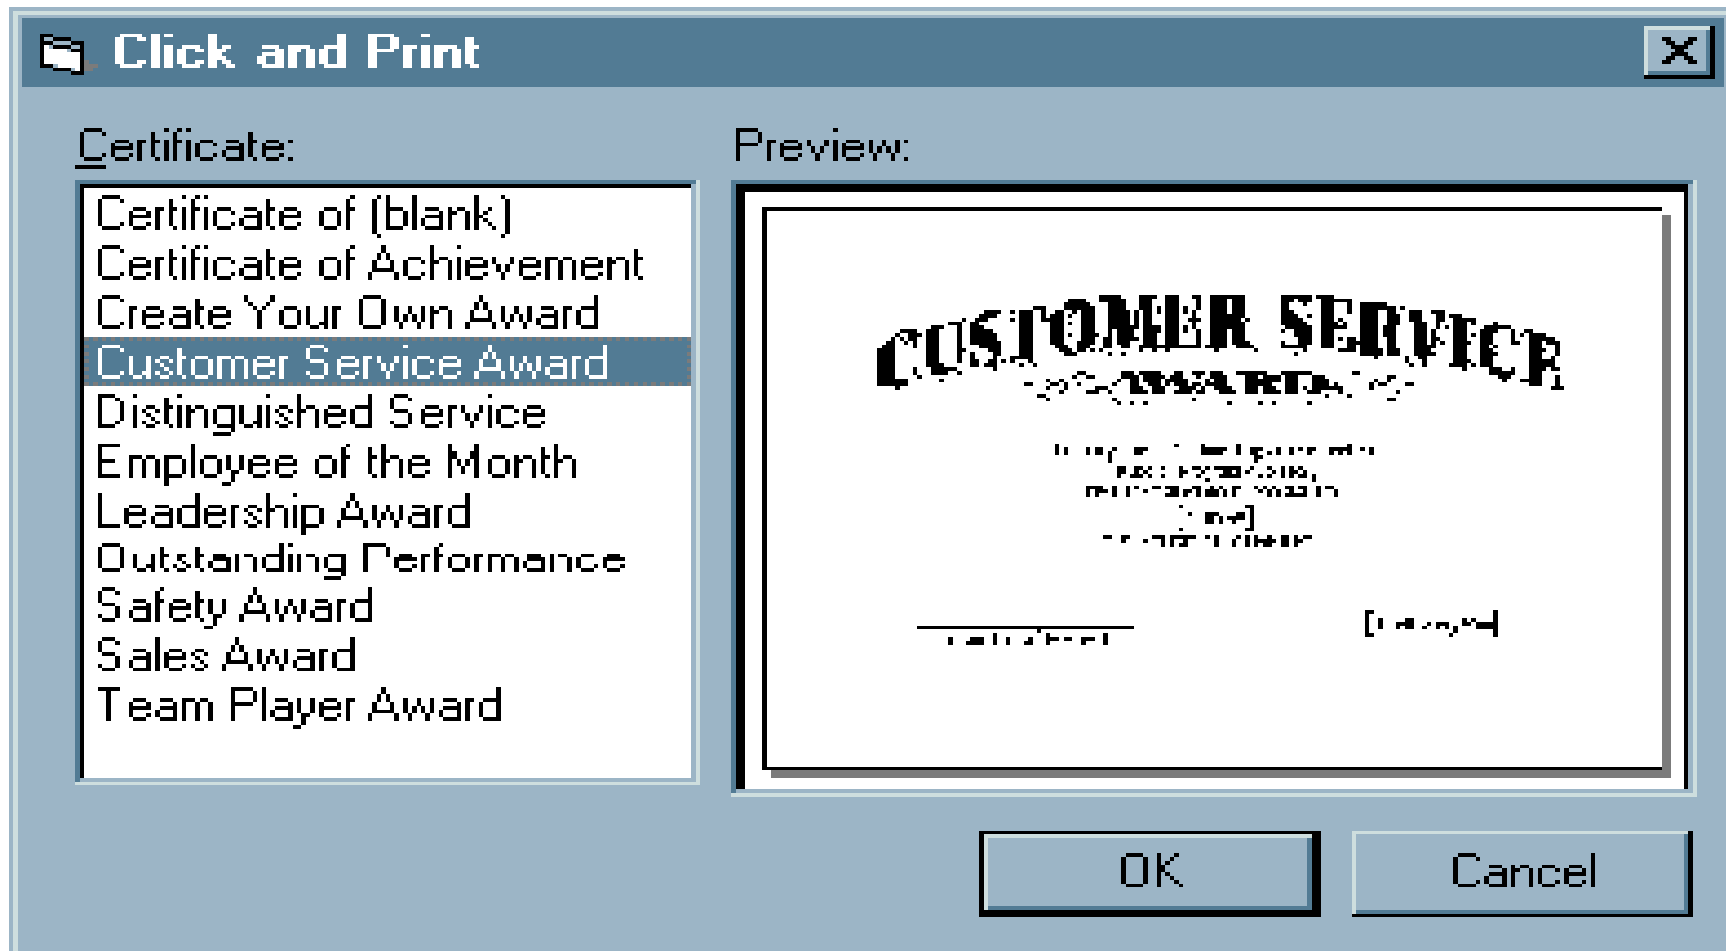 Click and Print
Certificate:
Certificate of (blank)
Certificate of Achievement
Create Your Own Award
Customer Service Award
Distinguished Service
Employee of the Month
Leadership Award
Outstanding Performance
Safety Award
Sales Award
Team Player Award
Preview:
CUSTOMER SERVICE
AWARD
OK
Cancel